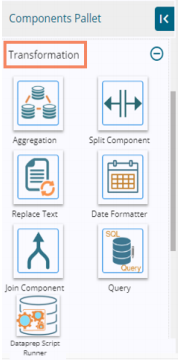 Components Pallet
Transformation
Aggregation
Split Component
Replace Text
Date Formatter
SQL
Query
Join Component
Query
Dataprep Script
Runner